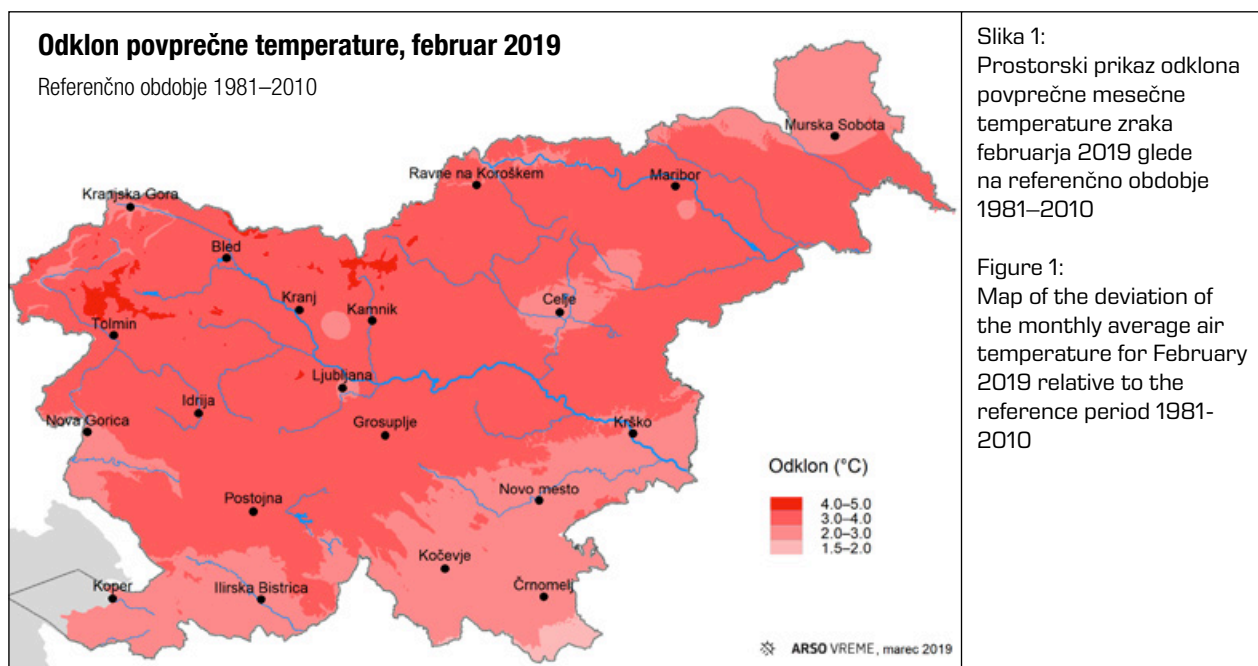 Odklon povprečne temperature, februar 2019
Referenčno obdobje 1981–2010
Murska Sobota
Ravne na Koroškem
Maribor
Kranjska Gora
Bled
Kranj
Kamnik
Celje
Tolmin
Ljubljana
Idrija
Nova Gorica
Grosuplje
Krško
Postojna
Novo mesto
Kočevje
Koper
Ilirska Bistrica
Črnomelj
Odklon (°C)
4.0–5.0
3.0–4.0
2.0–3.0
1.5–2.0
ARSO VREME, marec 2019
Slika 1:
Prostorski prikaz odklona
povprečne mesečne
temperature zraka
februarja 2019 glede
na referenčno obdobje
1981–2010
Figure 1:
Map of the deviation of
the monthly average air
temperature for February
2019 relative to the
reference period 1981-
2010